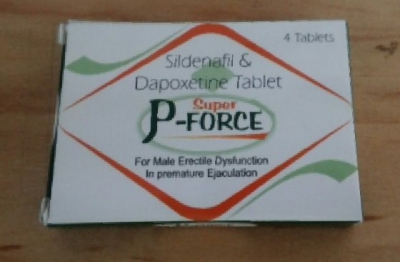 4 Tablets
Sildenafil &
Dapoxetine Tablet
Super
P-FORCE
For Male Erectile Dysfunction
In premature Ejaculation